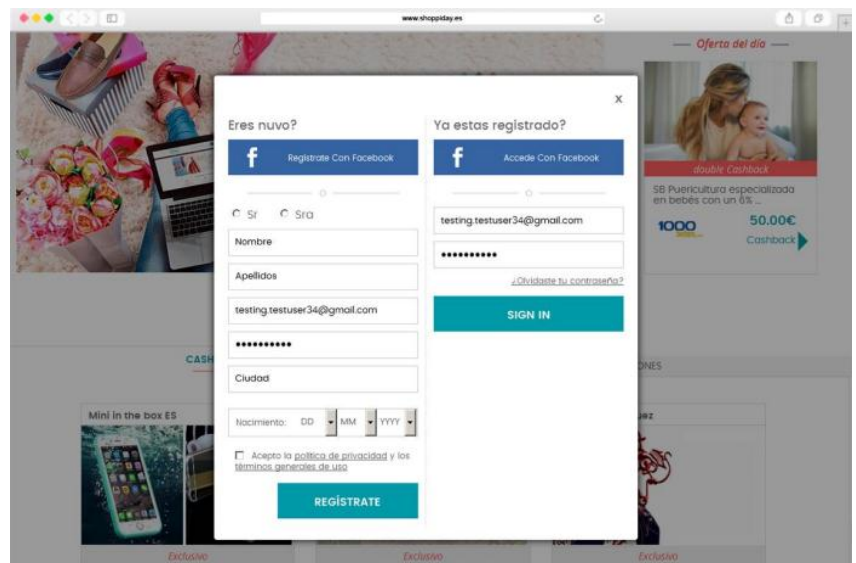 www.shoppiday.es
Oferta del día
double Cashback
SB Puericultura especializada
en bebés con un 6% ...
1000
50.00€
Cashback
x
Eres nuvo?
f Registrate Con Facebook
o
Sr Sra
Nombre
Apellidos
testing.testuser34@gmail.com
••••••••••
Ciudad
Nacimiento: DD MM YYYY
Acepto la politica de privacidad y los
términos generales de uso
REGÍSTRATE
Ya estas registrado?
f Accede Con Facebook
o
testing.testuser34@gmail.com
••••••••••
¿Olvidaste tu contraseña?
SIGN IN
CASH
ONES
Mini in the box ES
uez
Exclusivo
Exclusivo
Exclusivo